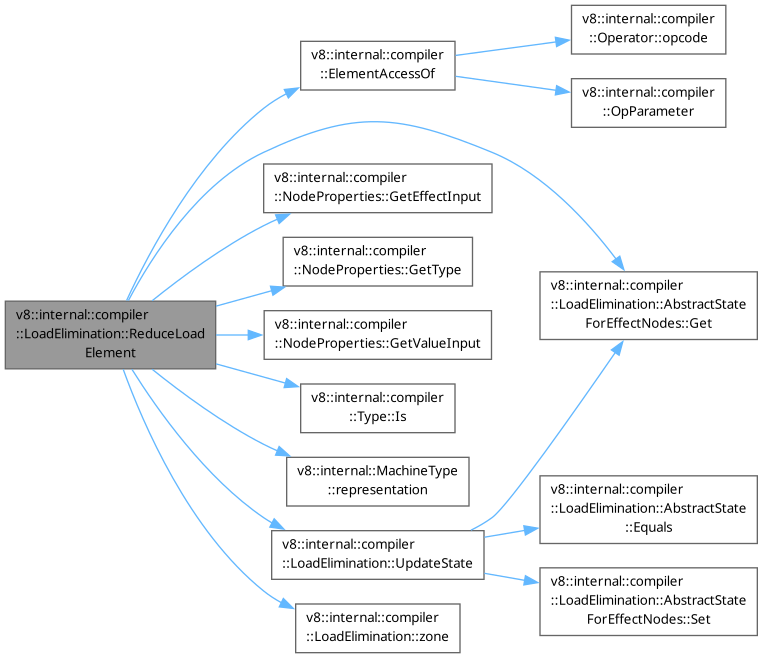 v8::internal::compiler
::LoadElimination::ReduceLoad
Element
v8::internal::compiler
::ElementAccessOf
v8::internal::compiler
::Operator::opcode
v8::internal::compiler
::OpParameter
v8::internal::compiler
::NodeProperties::GetEffectInput
v8::internal::compiler
::NodeProperties::GetType
v8::internal::compiler
::NodeProperties::GetValueInput
v8::internal::compiler
::Type::Is
v8::internal::MachineType
::representation
v8::internal::compiler
::LoadElimination::UpdateState
v8::internal::compiler
::LoadElimination::zone
v8::internal::compiler
::LoadElimination::AbstractState
ForEffectNodes::Get
v8::internal::compiler
::LoadElimination::AbstractState
::Equals
v8::internal::compiler
::LoadElimination::AbstractState
ForEffectNodes::Set